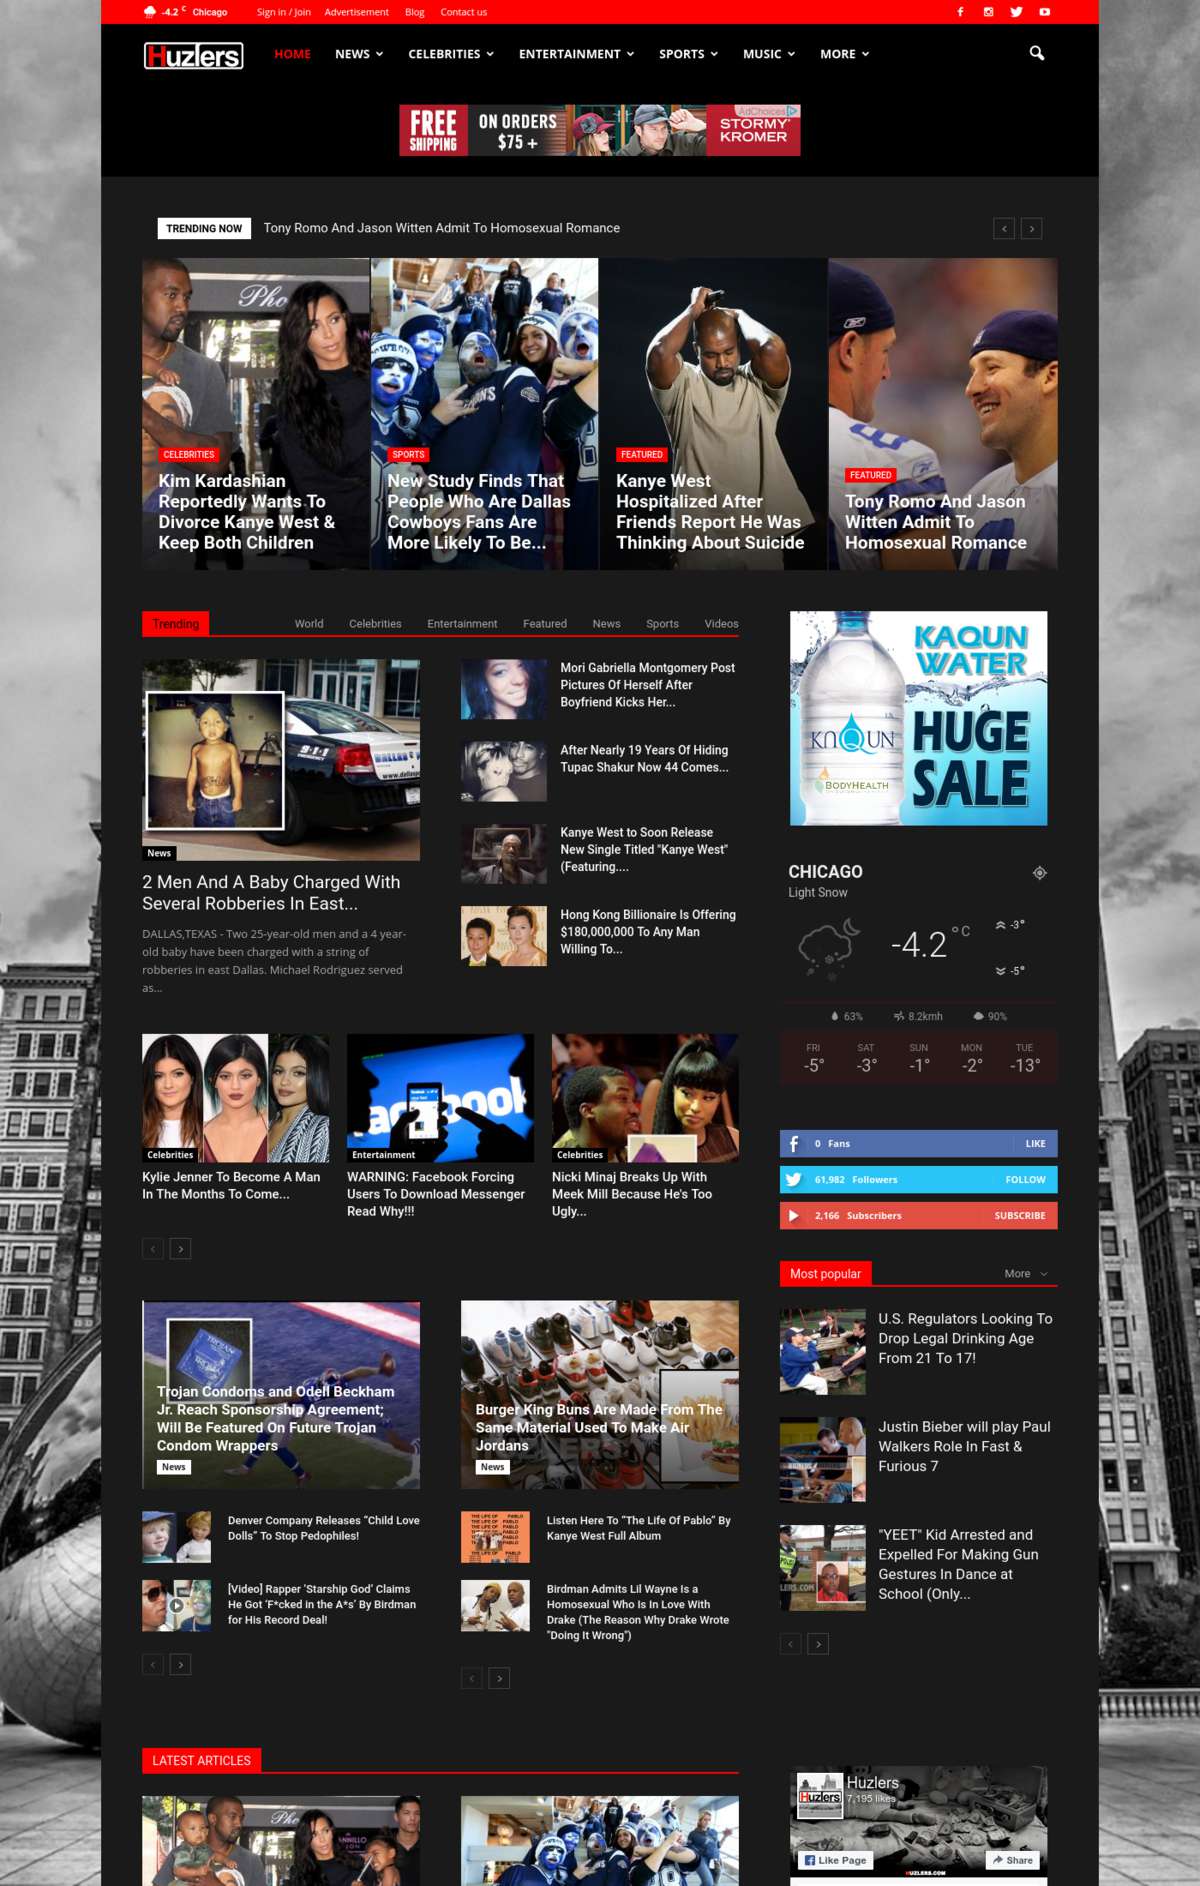 -4.2 C Chicago Sign in / Join Advertisement Blog Contact us
Huzlers
HOME NEWS CELEBRITIES ENTERTAINMENT SPORTS MUSIC MORE
FREE SHIPPING
ON ORDERS $75 +
AdChoices
STORMY KROMER
TRENDING NOW
Tony Romo And Jason Witten Admit To Homosexual Romance
Pho
CELEBRITIES
Kim Kardashian
Reportedly Wants To
Divorce Kanye West &
Keep Both Children
SPORTS
New Study Finds That
People Who Are Dallas
Cowboys Fans Are
More Likely To Be...
FEATURED
Kanye West
Hospitalized After
Friends Report He Was
Thinking About Suicide
FEATURED
Tony Romo And Jason
Witten Admit To
Homosexual Romance
Trending World Celebrities Entertainment Featured News Sports Videos
9-1-1
EMERGENCY
News
2 Men And A Baby Charged With
Several Robberies In East...
DALLAS,TEXAS - Two 25-year-old men and a 4 year-
old baby have been charged with a string of
robberies in east Dallas. Michael Rodriguez served
as...
Mori Gabriella Montgomery Post
Pictures Of Herself After
Boyfriend Kicks Her...
After Nearly 19 Years Of Hiding
Tupac Shakur Now 44 Comes...
Kanye West to Soon Release
New Single Titled "Kanye West"
(Featuring....
Hong Kong Billionaire Is Offering
$180,000,000 To Any Man
Willing To...
KAQUN
WATER
HUGE
SALE
KAQUN
BODYHEALTH
CHICAGO
Light Snow
-4.2 °C
-3°
-5°
63% 8.2kmh 90%
FRI SAT SUN MON TUE
-5° -3° -1° -2° -13°
Celebrities
Kylie Jenner To Become A Man
In The Months To Come...
Entertainment
WARNING: Facebook Forcing
Users To Download Messenger
Read Why!!!
Celebrities
Nicki Minaj Breaks Up With
Meek Mill Because He's Too
Ugly...
0 Fans LIKE
61,982 Followers FOLLOW
2,166 Subscribers SUBSCRIBE
Most popular More
U.S. Regulators Looking To
Drop Legal Drinking Age
From 21 To 17!
Justin Bieber will play Paul
Walkers Role In Fast &
Furious 7
"YEET" Kid Arrested and
Expelled For Making Gun
Gestures In Dance at
School (Only...
TROJAN
Trojan Condoms and Odell Beckham
Jr. Reach Sponsorship Agreement;
Will Be Featured On Future Trojan
Condom Wrappers
News
Burger King Buns Are Made From The
Same Material Used To Make Air
Jordans
News
Denver Company Releases “Child Love
Dolls” To Stop Pedophiles!
[Video] Rapper 'Starship God' Claims
He Got 'F*cked in the A*s' By Birdman
for His Record Deal!
Listen Here To “The Life Of Pablo” By
Kanye West Full Album
Birdman Admits Lil Wayne Is a
Homosexual Who Is In Love With
Drake (The Reason Why Drake Wrote
"Doing It Wrong")
LATEST ARTICLES
Huzlers
Huzlers
7,195 likes
Like Page
Share
HUZLERS.COM